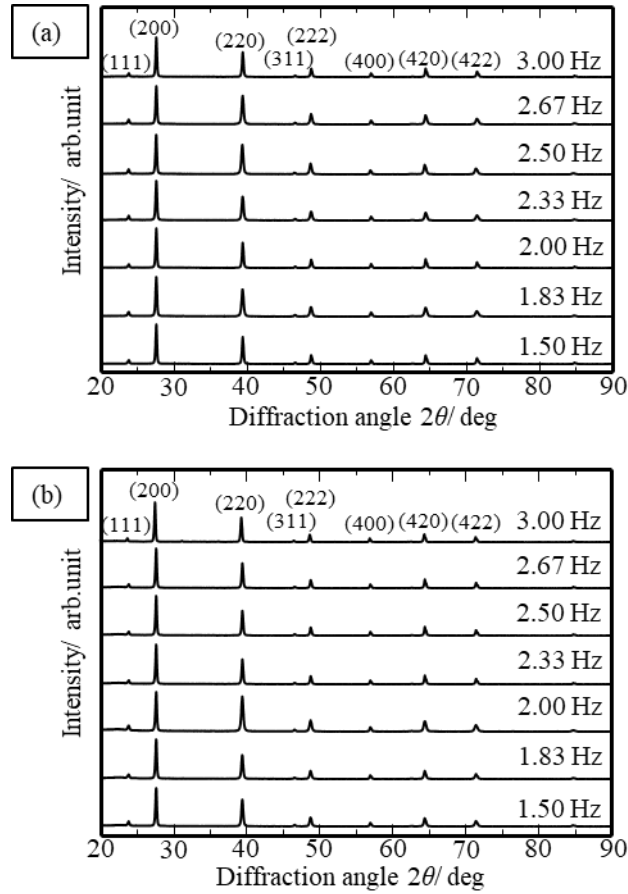 (a)
(200)
(220)
(222)
(111)
(311)
(400)
(420)
(422)
3.00 Hz
2.67 Hz
2.50 Hz
2.33 Hz
2.00 Hz
1.83 Hz
1.50 Hz
Intensity/ arb.unit
20 30 40 50 60 70 80 90
Diffraction angle 2θ/ deg
(b)
(200)
(220)
(222)
(111)
(311)
(400)
(420)
(422)
3.00 Hz
2.67 Hz
2.50 Hz
2.33 Hz
2.00 Hz
1.83 Hz
1.50 Hz
Intensity/ arb.unit
20 30 40 50 60 70 80 90
Diffraction angle 2θ/ deg